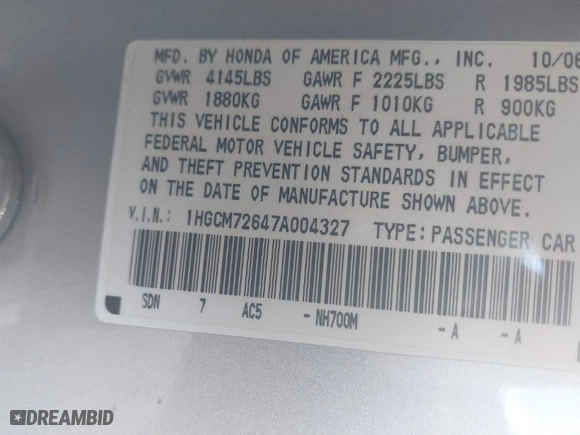 MFD. BY HONDA OF AMERICA MFG., INC. 10/06
GVWR 4145LBS GAWR F 2225LBS R 1985LBS
GVWR 1880KG GAWR F 1010KG R 900KG
THIS VEHICLE CONFORMS TO ALL APPLICABLE
FEDERAL MOTOR VEHICLE SAFETY, BUMPER,
AND THEFT PREVENTION STANDARDS IN EFFECT
ON THE DATE OF MANUFACTURE SHOWN ABOVE.
V.I.N.: 1HGCM72647A004327 TYPE: PASSENGER CAR
SDN 7 AC5 - NH700M - A - A
DREAMBID